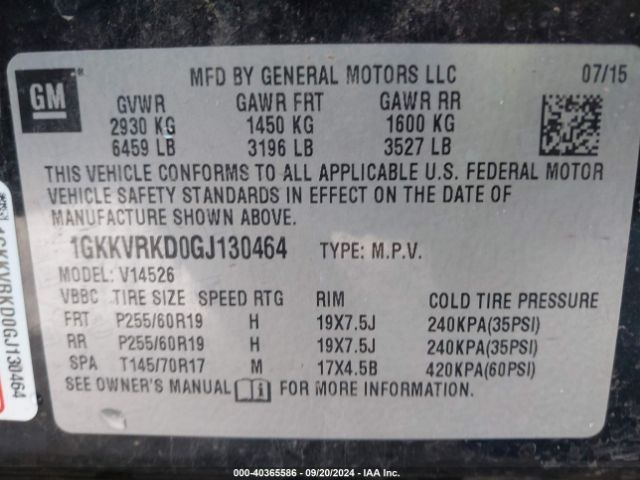 GM
MFD BY GENERAL MOTORS LLC 07/15
GVWR GAWR FRT GAWR RR
2930 KG 1450 KG 1600 KG
6459 LB 3196 LB 3527 LB
THIS VEHICLE CONFORMS TO ALL APPLICABLE U.S. FEDERAL MOTOR
VEHICLE SAFETY STANDARDS IN EFFECT ON THE DATE OF
MANUFACTURE SHOWN ABOVE.
1GKKVRKD0GJ130464 TYPE: M.P.V.
MODEL: V14526
VBBC TIRE SIZE SPEED RTG RIM COLD TIRE PRESSURE
FRT P255/60R19 H 19X7.5J 240KPA(35PSI)
RR P255/60R19 H 19X7.5J 240KPA(35PSI)
SPA T145/70R17 M 17X4.5B 420KPA(60PSI)
SEE OWNER'S MANUAL FOR MORE INFORMATION.
1GKKVRKD0GJ130464
000-40365586 - 09/20/2024 - IAA Inc.